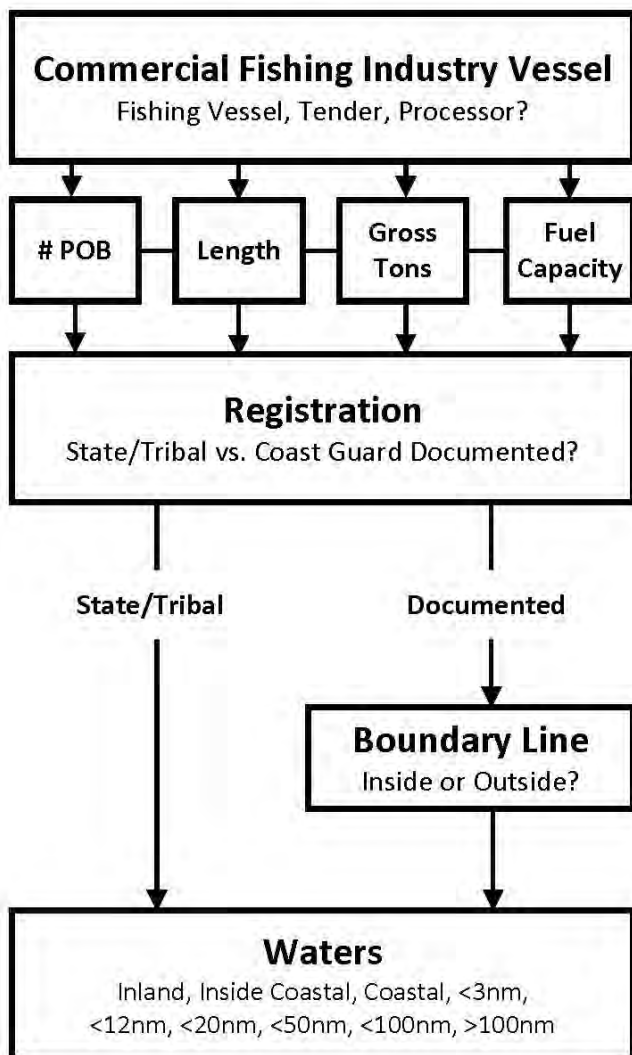 Commercial Fishing Industry Vessel
Fishing Vessel, Tender, Processor?
# POB
Length
Gross
Tons
Fuel
Capacity
Registration
State/Tribal vs. Coast Guard Documented?
State/Tribal
Documented
Boundary Line
Inside or Outside?
Waters
Inland, Inside Coastal, Coastal, <3nm,
<12nm, <20nm, <50nm, <100nm, >100nm